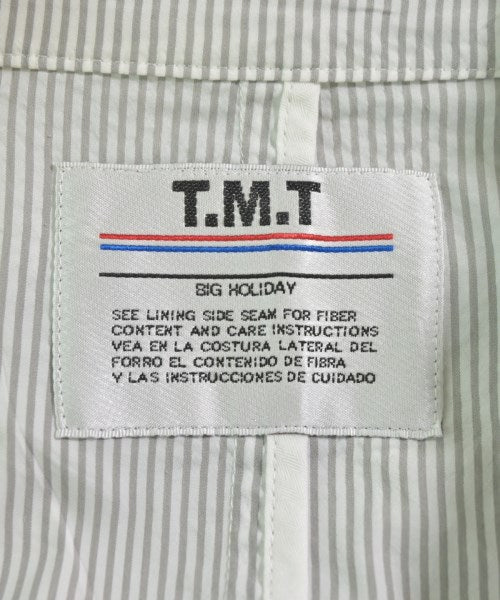 T.M.T
BIG HOLIDAY
SEE LINING SIDE SEAM FOR FIBER
CONTENT AND CARE INSTRUCTIONS
VEA EN LA COSTURA LATERAL DEL
FORRO EL CONTENIDO DE FIBRA
Y LAS INSTRUCCIONES DE CUIDADO